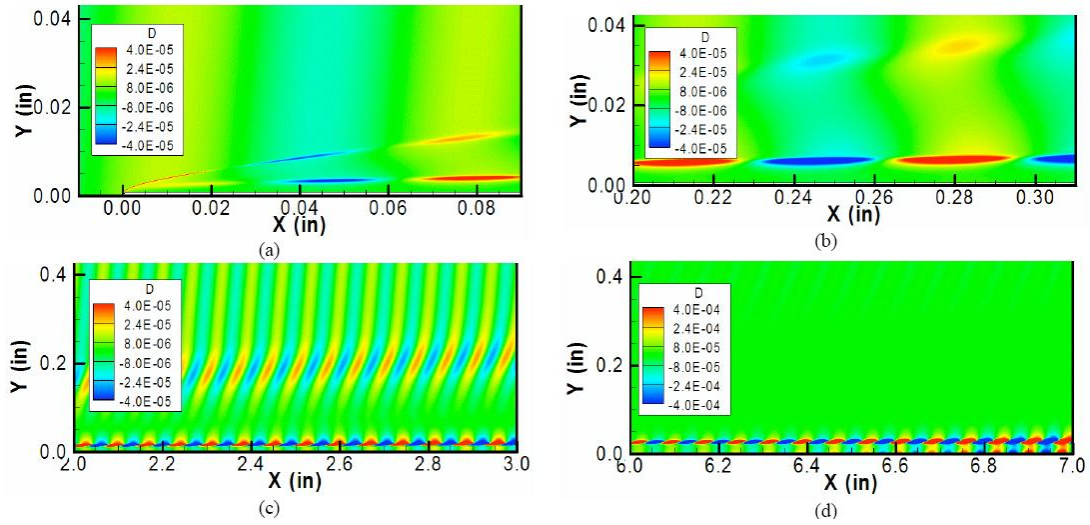 0.04
0.02
0.00
Y (in)
D
4.0E-05
2.4E-05
8.0E-06
-8.0E-06
-2.4E-05
-4.0E-05
0.00 0.02 0.04 0.06 0.08
X (in)
(a)
0.04
0.02
0.00
Y (in)
D
4.0E-05
2.4E-05
8.0E-06
-8.0E-06
-2.4E-05
-4.0E-05
0.20 0.22 0.24 0.26 0.28 0.30
X (in)
(b)
0.4
0.2
0.0
Y (in)
D
4.0E-05
2.4E-05
8.0E-06
-8.0E-06
-2.4E-05
-4.0E-05
2.0 2.2 2.4 2.6 2.8 3.0
X (in)
(c)
0.4
0.2
0.0
Y (in)
D
4.0E-04
2.4E-04
8.0E-05
-8.0E-05
-2.4E-04
-4.0E-04
6.0 6.2 6.4 6.6 6.8 7.0
X (in)
(d)